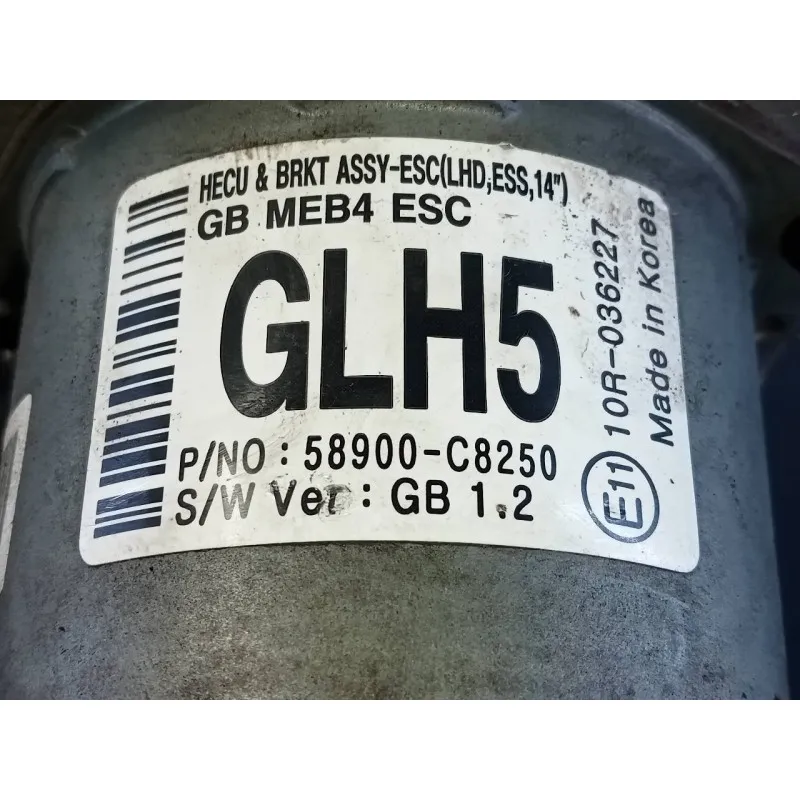 HECU & BRKT ASSY-ESC(LHD,ESS,14")
GB MEB4 ESC
GLH5
P/NO : 58900-C8250
S/W Ver : GB 1.2
E11
10R-036227
Made in Korea